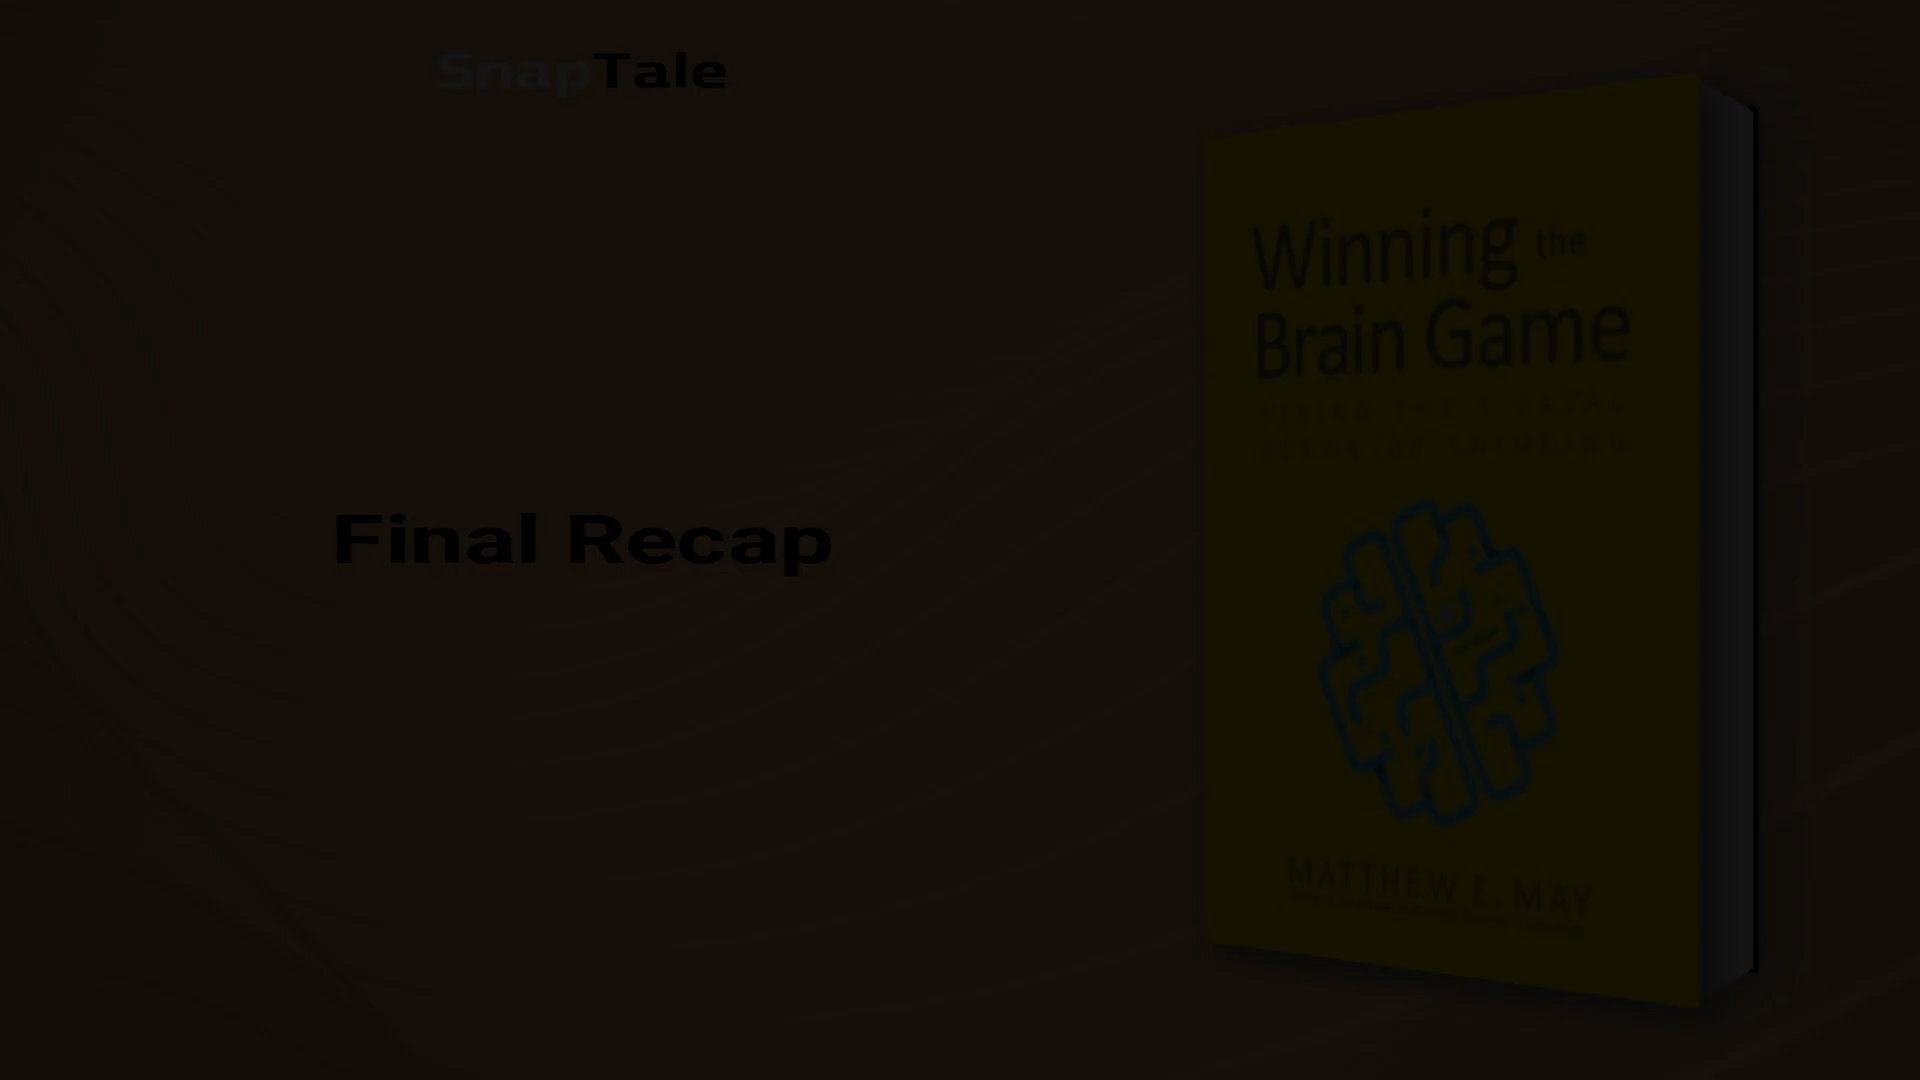 SnapTale
Final Recap
Winning the
Brain Game
MATTHEW E. MAY